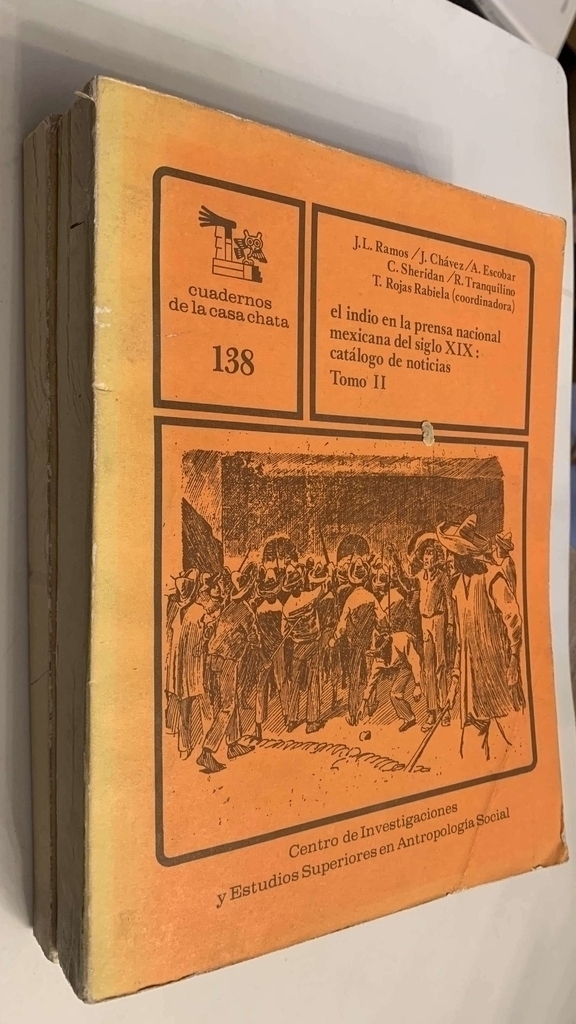 cuadernos
de la casa chata
138
J.L. Ramos / J. Chávez / A. Escobar
C. Sheridan / R. Tranquilino
T. Rojas Rabiela (coordinadora)
el indio en la prensa nacional
mexicana del siglo XIX:
catálogo de noticias
Tomo II
Centro de Investigaciones
y Estudios Superiores en Antropología Social